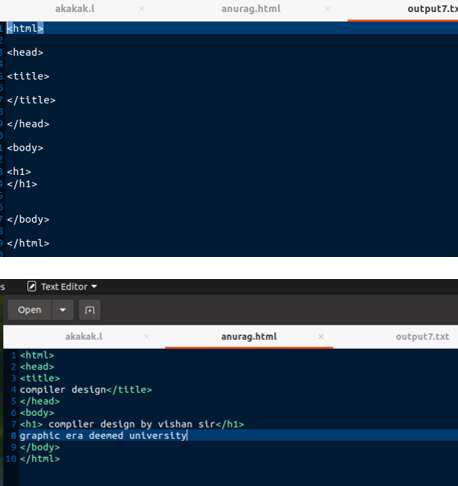 akakak.l × anurag.html × output7.tx
<html>
<head>
<title>
</title>
</head>
<body>
<h1>
</h1>
</body>
</html>
Text Editor
Open
akakak.l × anurag.html × output7.txt
1 <html>
2 <head>
3 <title>
4 compiler design</title>
5 </head>
6 <body>
7 <h1> compiler design by vishan sir</h1>
8 graphic era deemed university
9 </body>
10 </html>